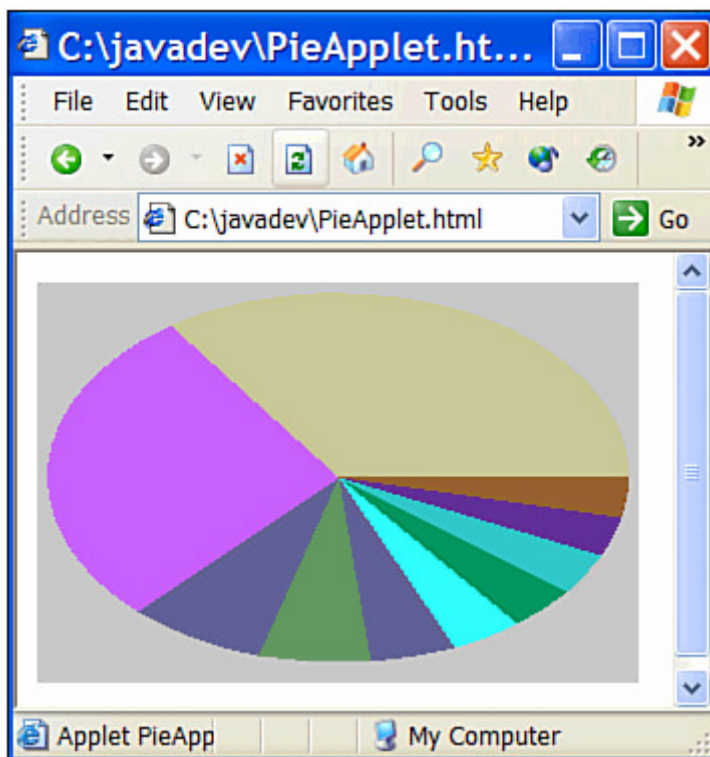 C:\javadev\PieApplet.ht...
File Edit View Favorites Tools Help
»
Address C:\javadev\PieApplet.html Go
Applet PieApp My Computer